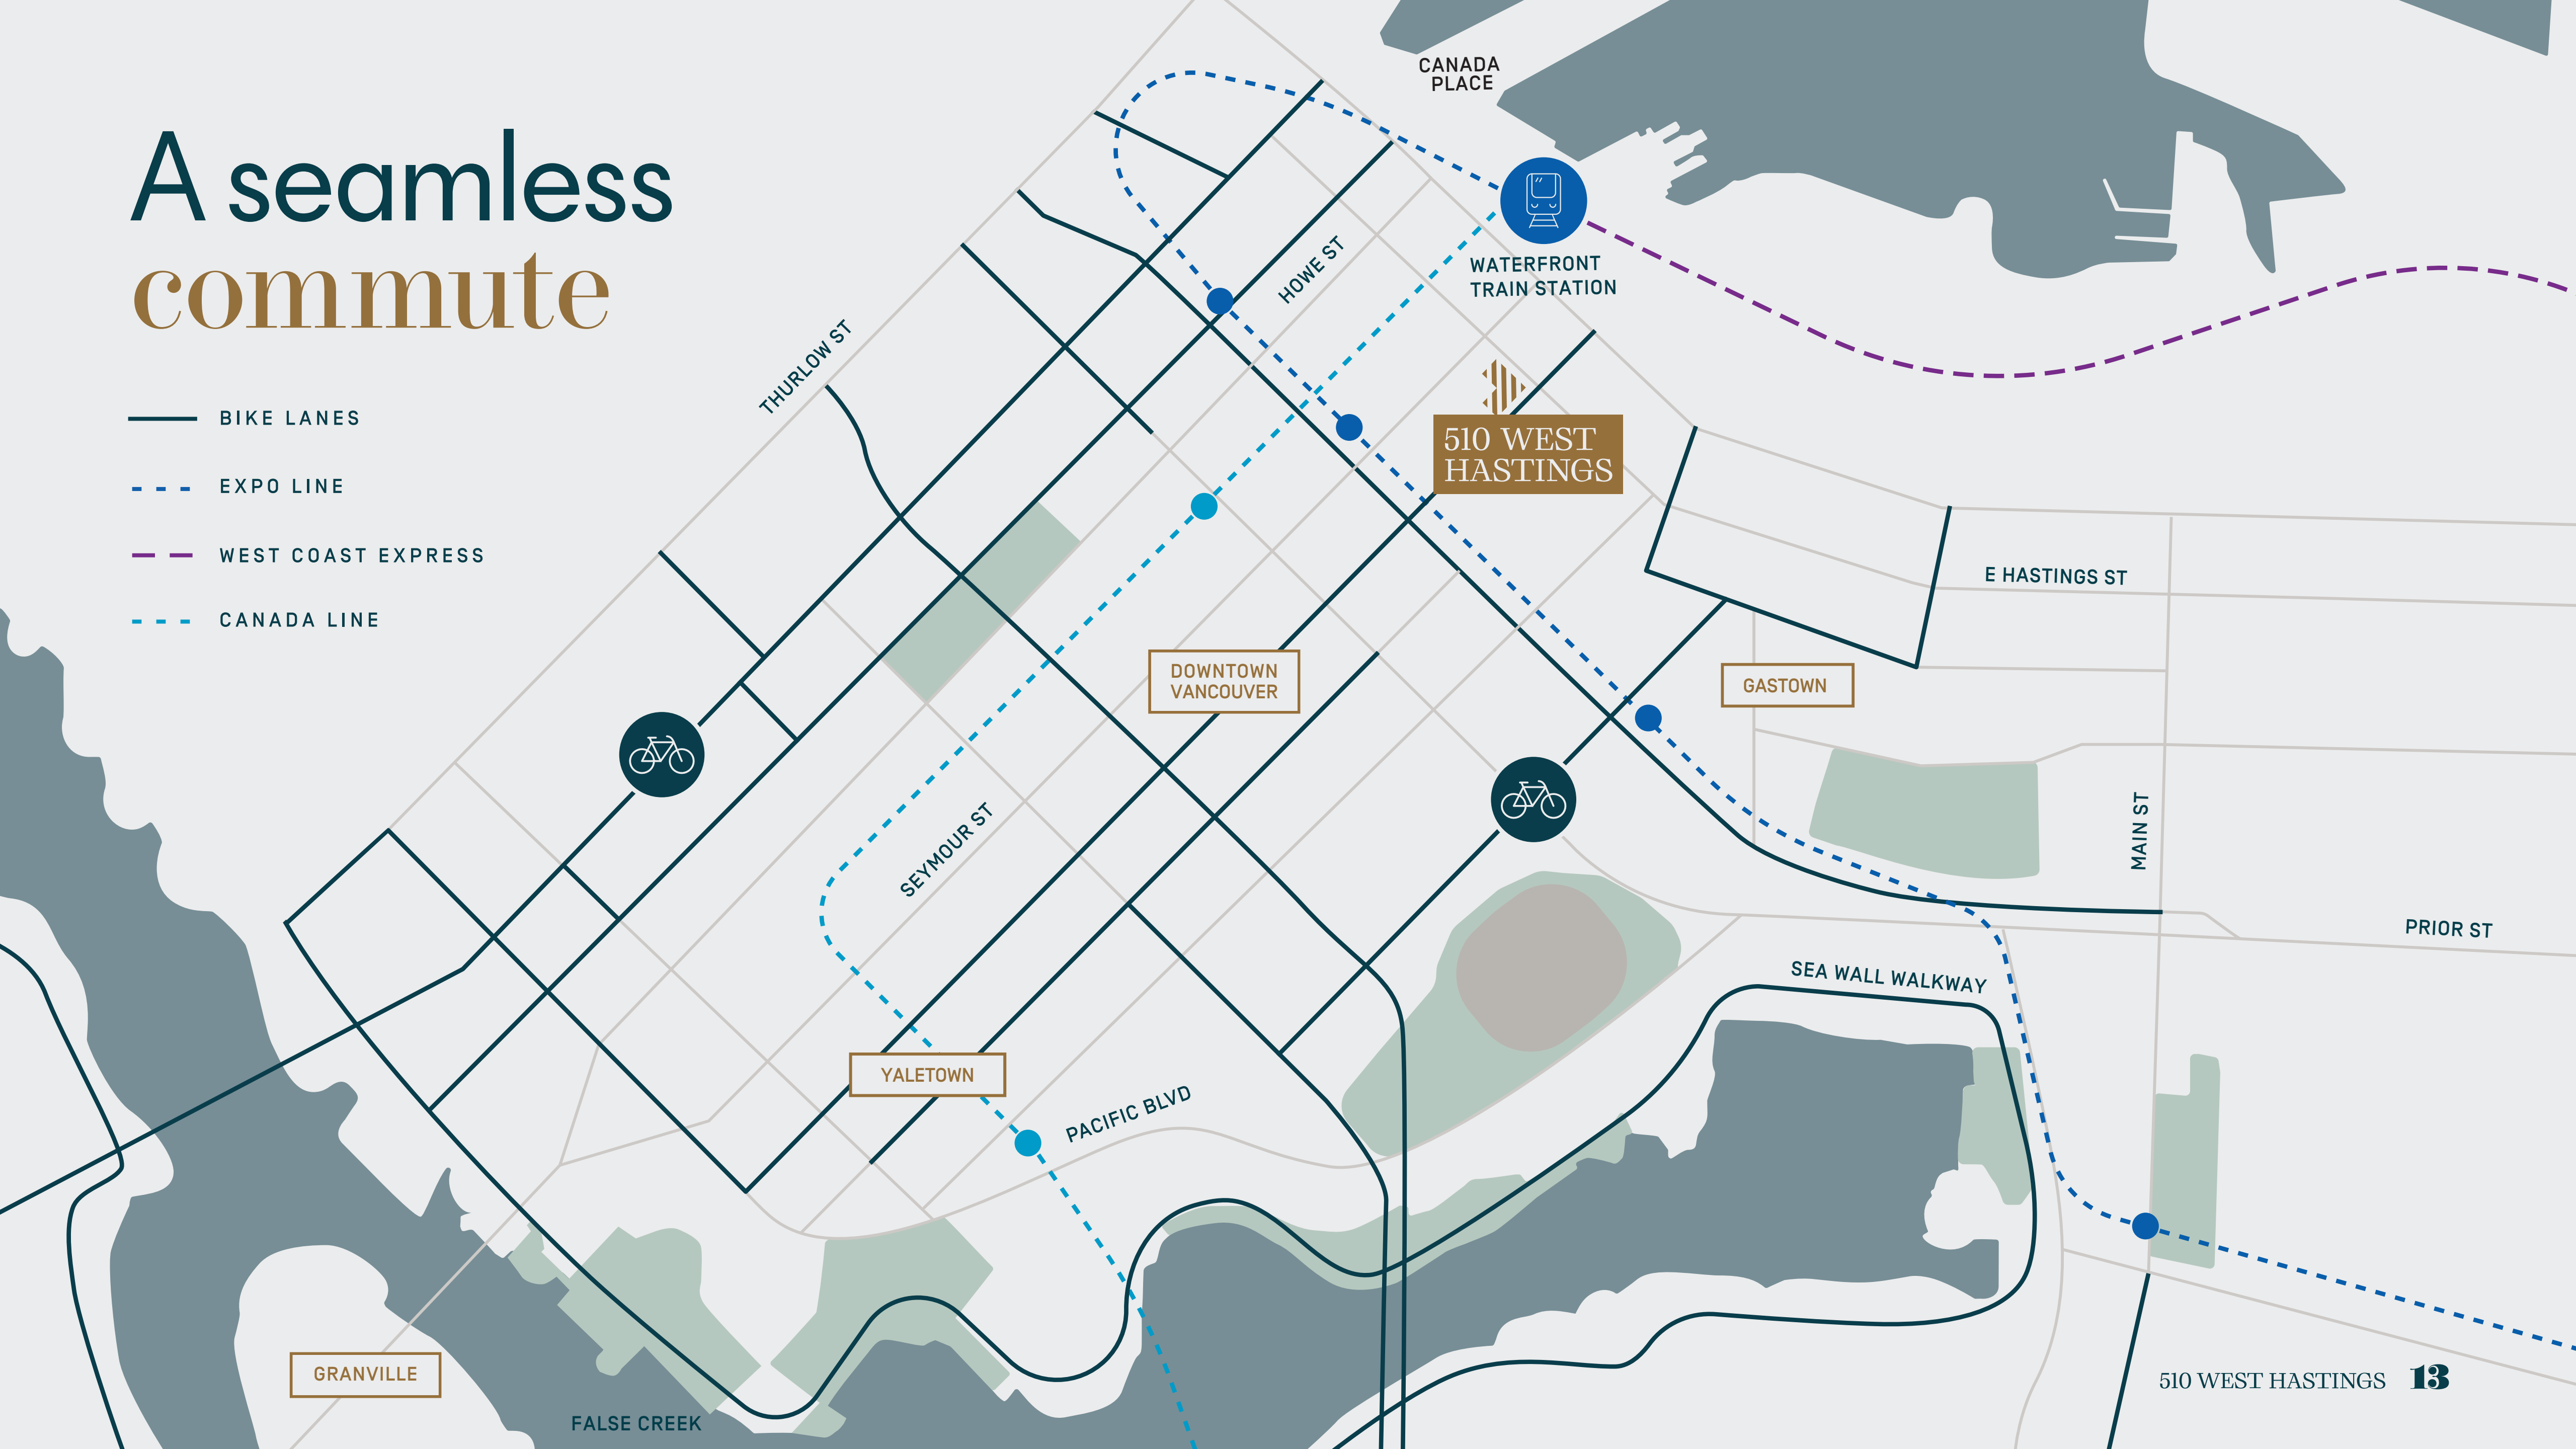 A seamless
commute
BIKE LANES
EXPO LINE
WEST COAST EXPRESS
CANADA LINE
CANADA
PLACE
WATERFRONT
TRAIN STATION
HOWE ST
THURLOW ST
510 WEST
HASTINGS
E HASTINGS ST
DOWNTOWN
VANCOUVER
GASTOWN
MAIN ST
SEYMOUR ST
PRIOR ST
SEA WALL WALKWAY
YALETOWN
PACIFIC BLVD
GRANVILLE
FALSE CREEK
510 WEST HASTINGS 13